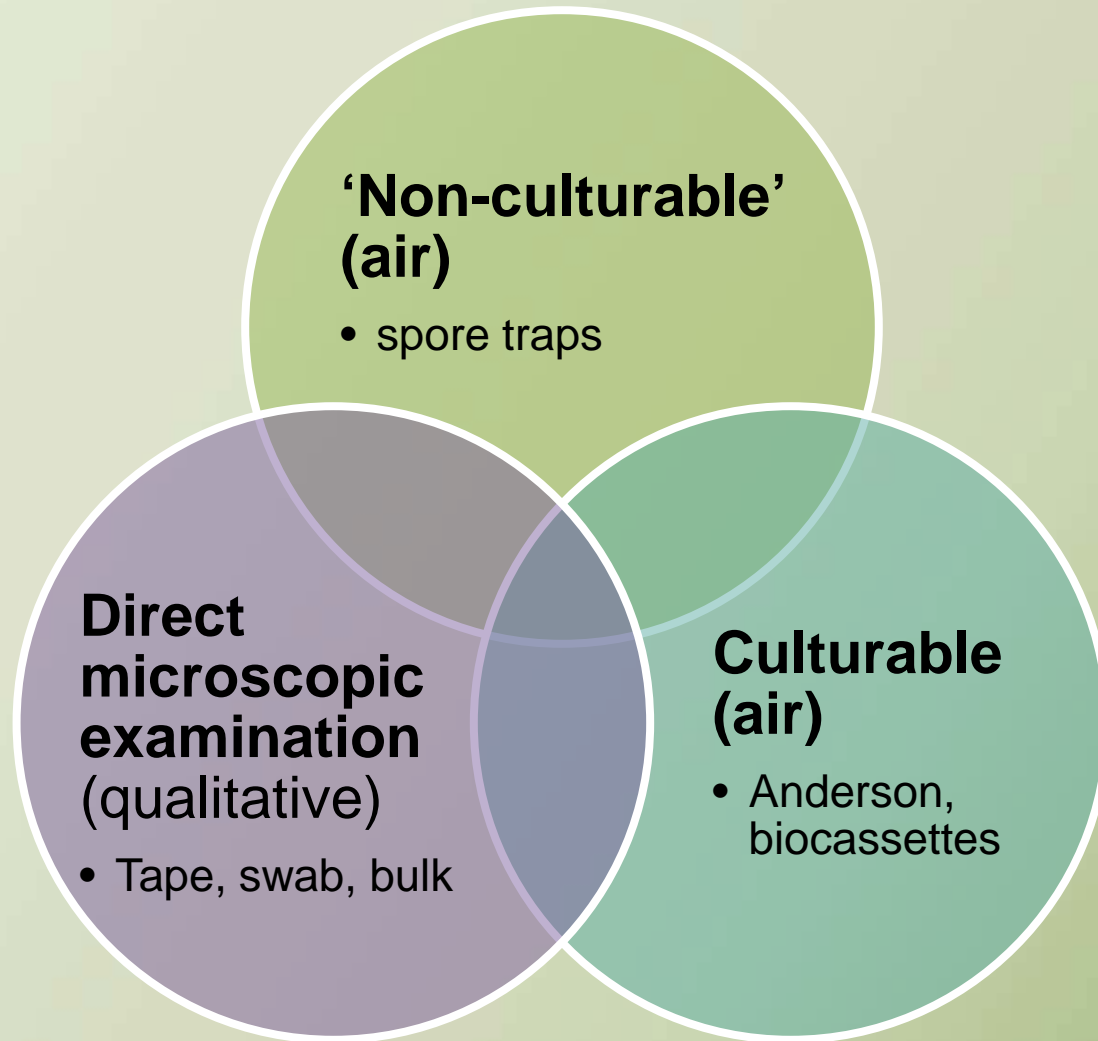 ‘Non-culturable’
(air)
• spore traps
Direct
microscopic
examination
(qualitative)
• Tape, swab, bulk
Culturable
(air)
• Anderson,
biocassettes